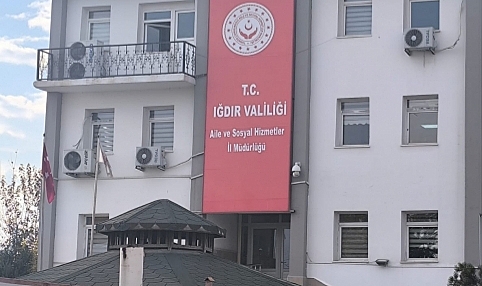 T.C.
IĞDIR VALİLİĞİ
Aile ve Sosyal Hizmetler
İl Müdürlüğü